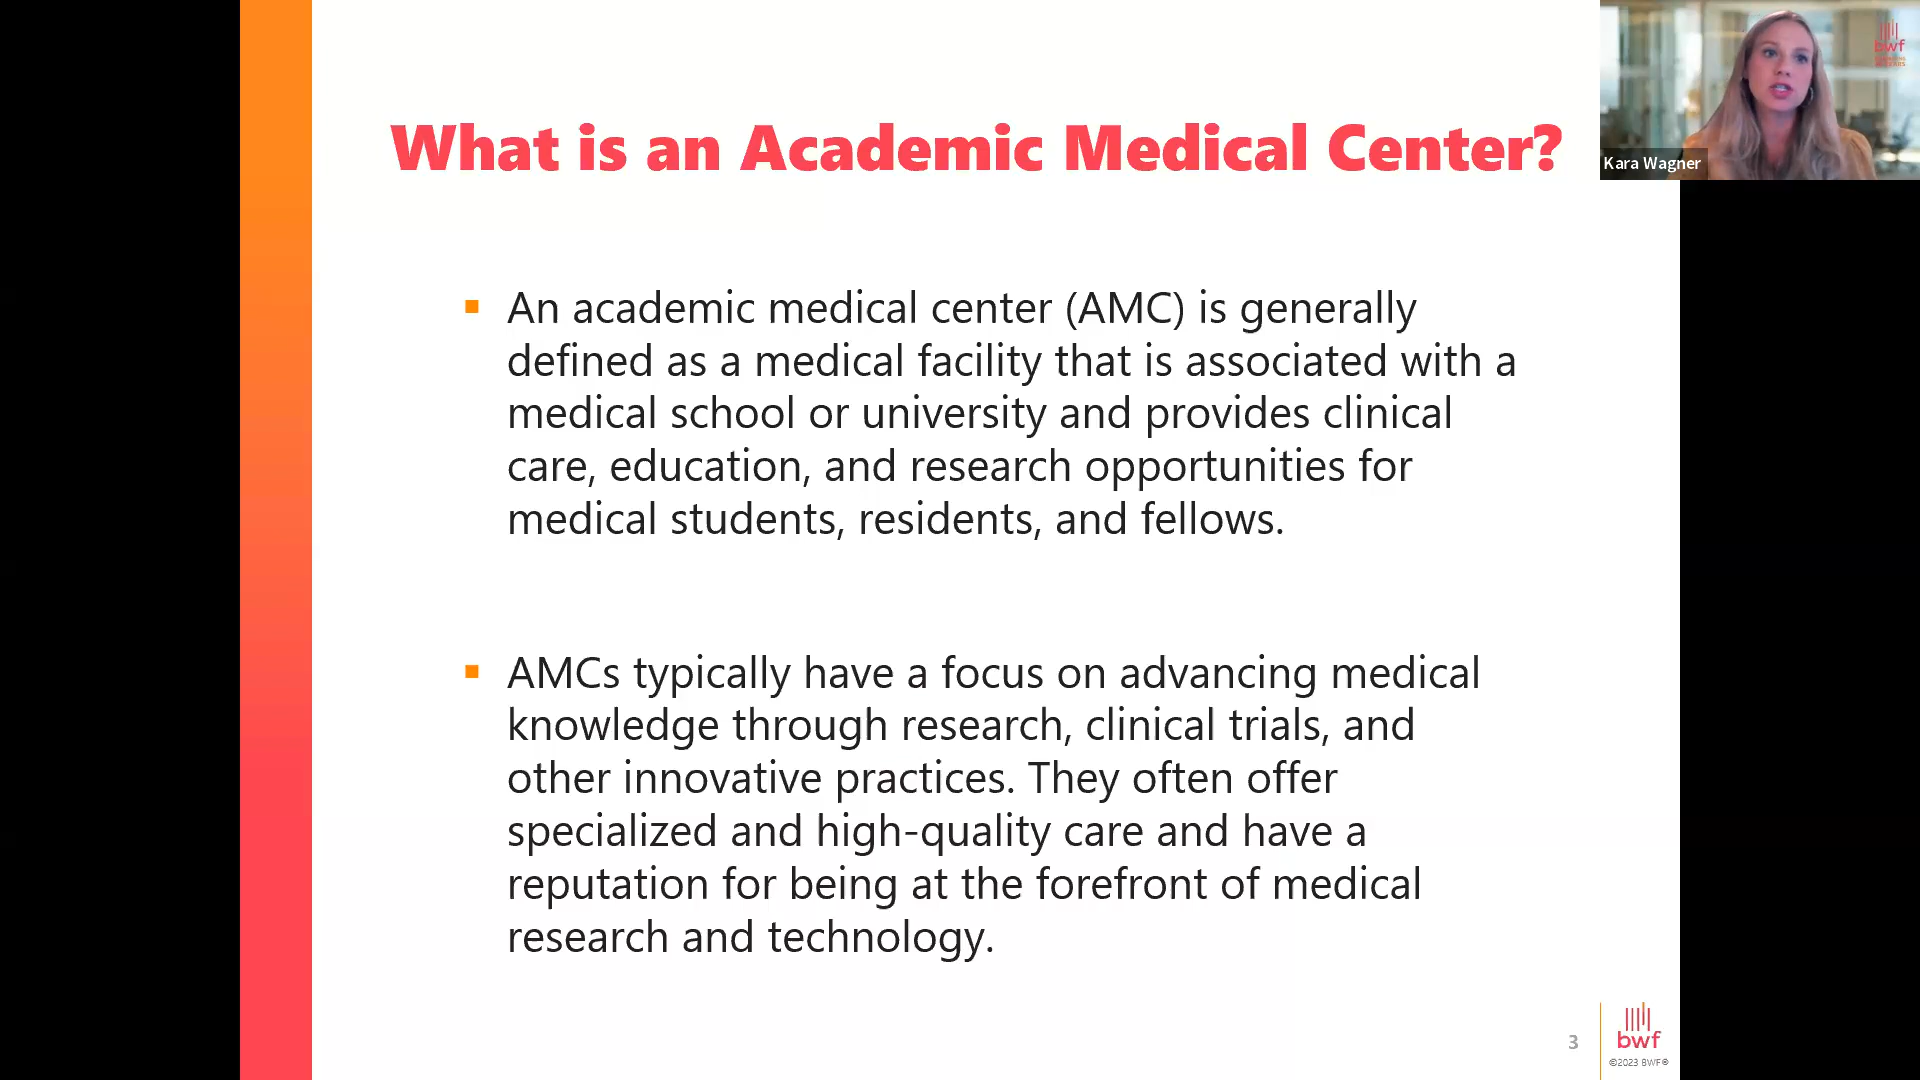 What is an Academic Medical Center?
bwf
Kara Wagner
An academic medical center (AMC) is generally
defined as a medical facility that is associated with a
medical school or university and provides clinical
care, education, and research opportunities for
medical students, residents, and fellows.
AMCs typically have a focus on advancing medical
knowledge through research, clinical trials, and
other innovative practices. They often offer
specialized and high-quality care and have a
reputation for being at the forefront of medical
research and technology.
3
bwf
©2023 BWF®